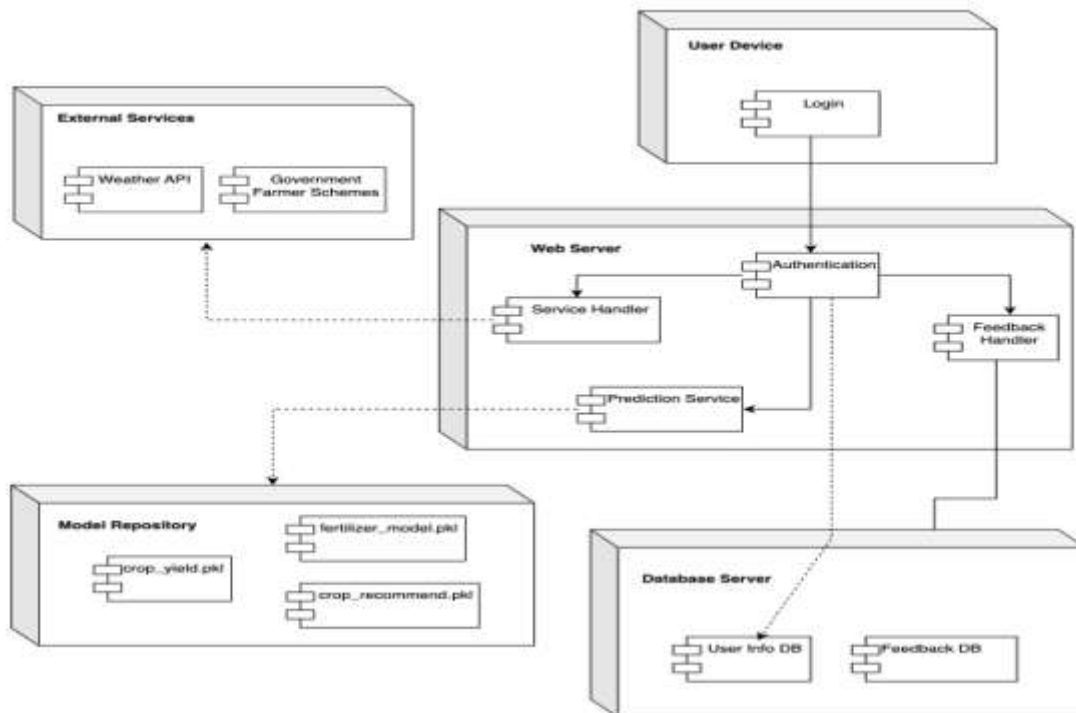 User Device
Login
External Services
Weather API
Government
Farmer Schemes
Web Server
Authentication
Service Handler
Feedback
Handler
Prediction Service
Model Repository
fertilizer_model.pkl
crop_yield.pkl
crop_recommend.pkl
Database Server
User Info DB
Feedback DB